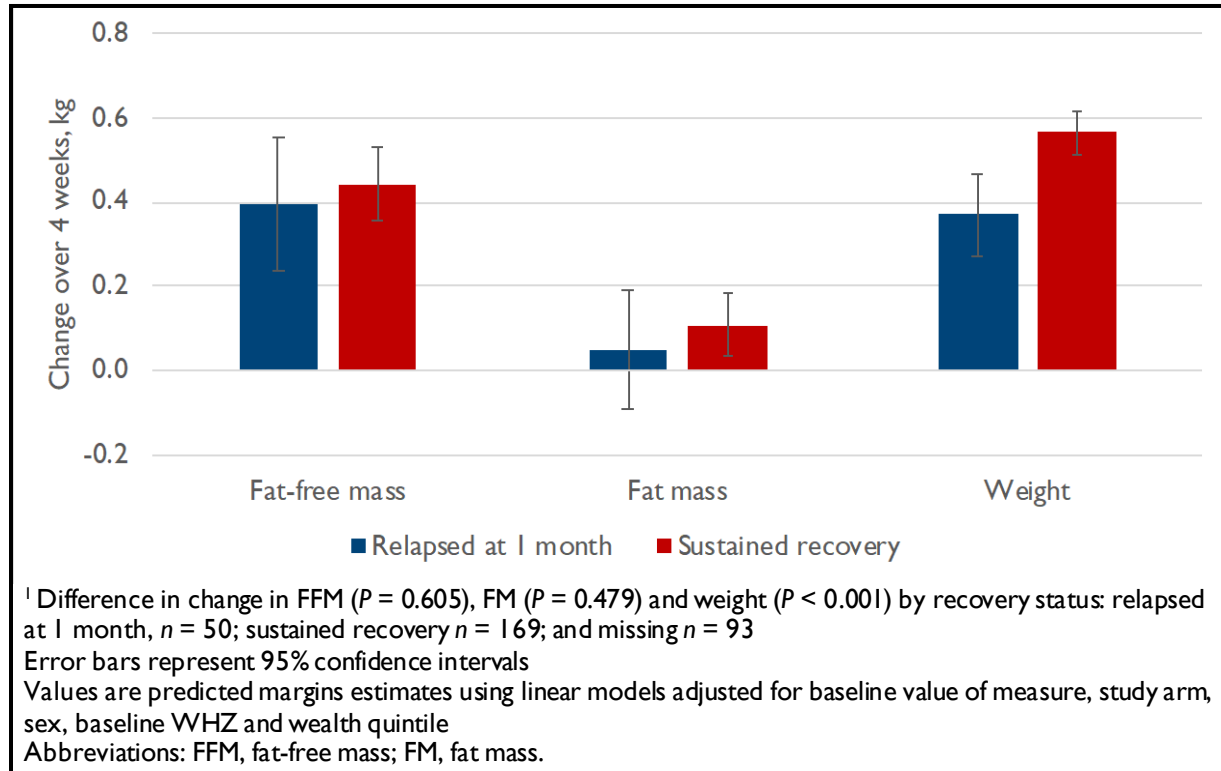 0.8
0.6
0.4
0.2
0.0
-0.2
Change over 4 weeks, kg
Fat-free mass
Fat mass
Weight
Relapsed at 1 month
Sustained recovery
1 Difference in change in FFM (P = 0.605), FM (P = 0.479) and weight (P < 0.001) by recovery status: relapsed
at 1 month, n = 50; sustained recovery n = 169; and missing n = 93
Error bars represent 95% confidence intervals
Values are predicted margins estimates using linear models adjusted for baseline value of measure, study arm,
sex, baseline WHZ and wealth quintile
Abbreviations: FFM, fat-free mass; FM, fat mass.